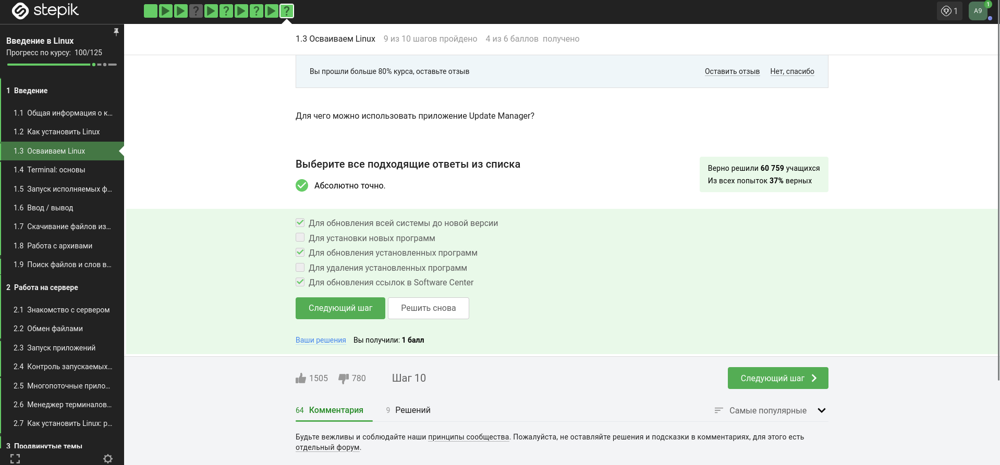 stepik
?
?
?
?
1
A9
1
Введение в Linux
Прогресс по курсу: 100/125
1 Введение
1.1 Общая информация о к...
1.2 Как установить Linux
1.3 Осваиваем Linux
1.4 Terminal: основы
1.5 Запуск исполняемых ф...
1.6 Ввод / вывод
1.7 Скачивание файлов из...
1.8 Работа с архивами
1.9 Поиск файлов и слов в...
2 Работа на сервере
2.1 Знакомство с сервером
2.2 Обмен файлами
2.3 Запуск приложений
2.4 Контроль запускаемых...
2.5 Многопоточные прило...
2.6 Менеджер терминалов...
2.7 Как установить Linux: р...
3 Продвинутые темы
1.3 Осваиваем Linux 9 из 10 шагов пройдено 4 из 6 баллов получено
Вы прошли больше 80% курса, оставьте отзыв Оставить отзыв Нет, спасибо
Для чего можно использовать приложение Update Manager?
Выберите все подходящие ответы из списка
Абсолютно точно.
Верно решили 60 759 учащихся
Из всех попыток 37% верных
Для обновления всей системы до новой версии
Для установки новых программ
Для обновления установленных программ
Для удаления установленных программ
Для обновления ссылок в Software Center
Следующий шаг Решить снова
Ваши решения Вы получили: 1 балл
1505 780 Шаг 10 Следующий шаг
64 Комментария 9 Решений Самые популярные
Будьте вежливы и соблюдайте наши принципы сообщества. Пожалуйста, не оставляйте решения и подсказки в комментариях, для этого есть
отдельный форум.